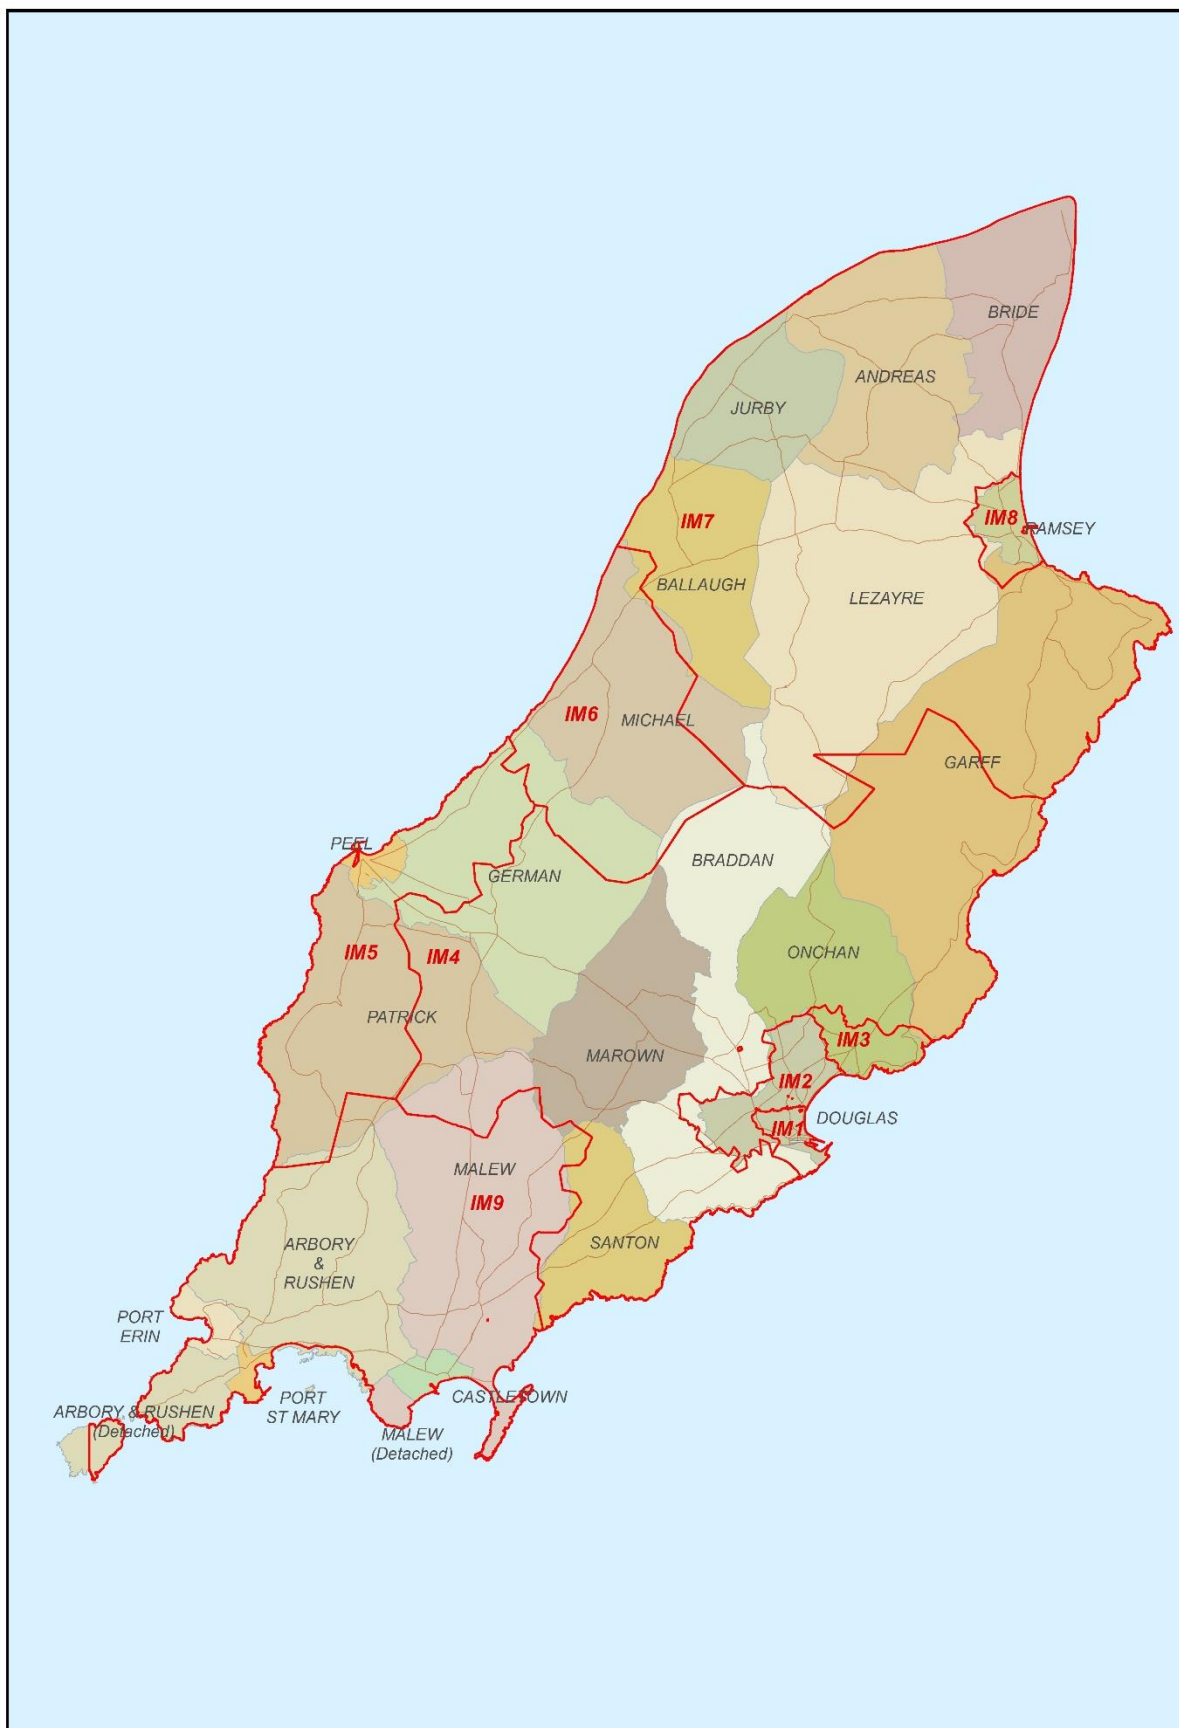 BRIDE
ANDREAS
JURBY
IM7
IM8
RAMSEY
BALLAUGH
LEZAYRE
IM6
MICHAEL
GARFF
PEEL
BRADDAN
GERMAN
IM5
IM4
ONCHAN
PATRICK
IM3
MAROWN
IM2
DOUGLAS
IM1
MALEW
IM9
ARBORY
&
RUSHEN
SANTON
PORT
ERIN
CASTLETOWN
PORT
ST MARY
ARBORY & RUSHEN
(Detached)
MALEW
(Detached)